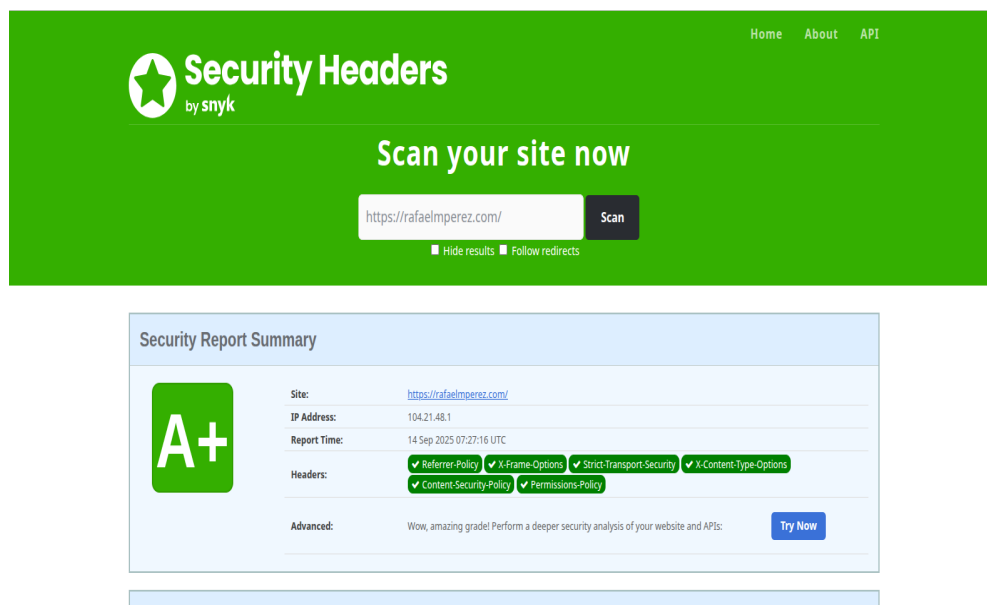 Home About API
Security Headers
by snyk
Scan your site now
https://rafaelmperez.com/ Scan
Hide results Follow redirects
Security Report Summary
A+
Site: https://rafaelmperez.com/
IP Address: 104.21.48.1
Report Time: 14 Sep 2025 07:27:16 UTC
Headers: ✔ Referrer-Policy ✔ X-Frame-Options ✔ Strict-Transport-Security ✔ X-Content-Type-Options
✔ Content-Security-Policy ✔ Permissions-Policy
Advanced: Wow, amazing grade! Perform a deeper security analysis of your website and APIs: Try Now